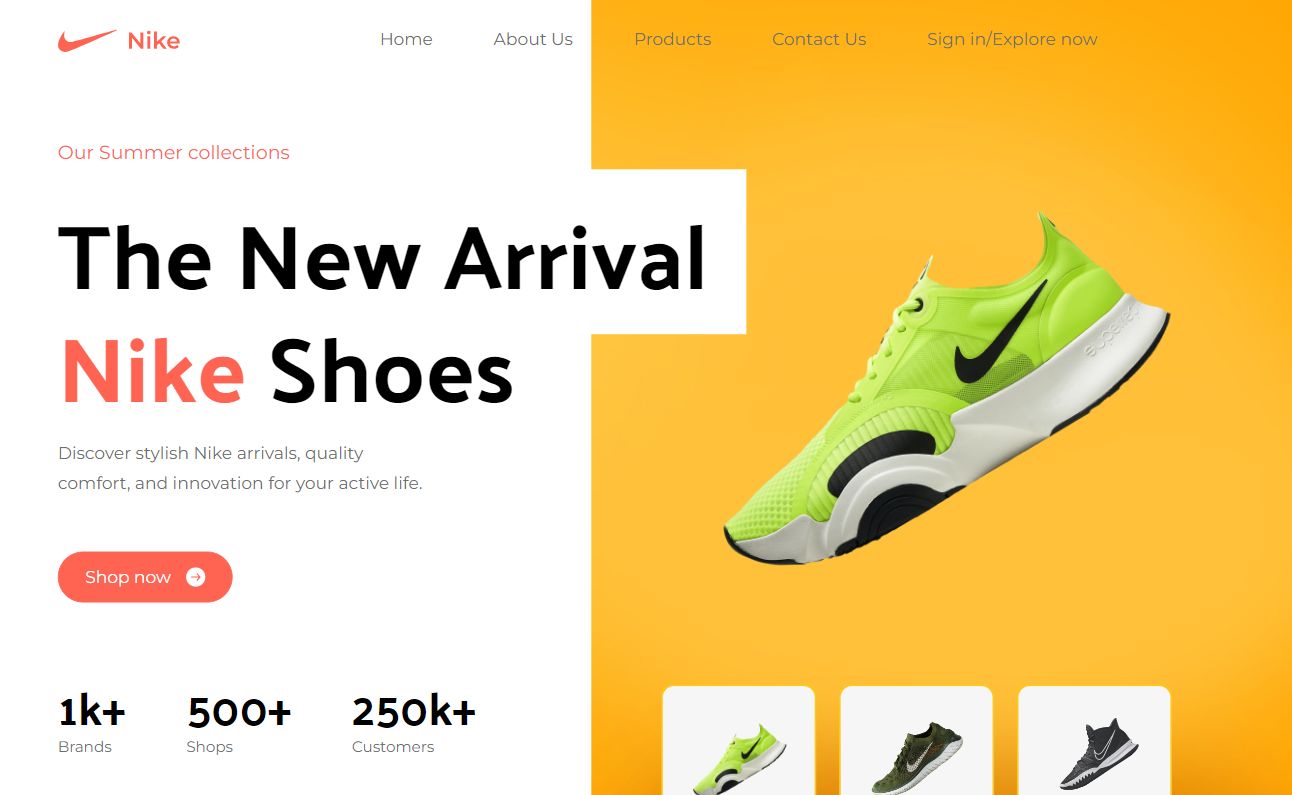 Nike
Home
About Us
Products
Contact Us
Sign in/Explore now
Our Summer collections
The New Arrival
Nike Shoes
Discover stylish Nike arrivals, quality
comfort, and innovation for your active life.
Shop now
1k+
Brands
500+
Shops
250k+
Customers